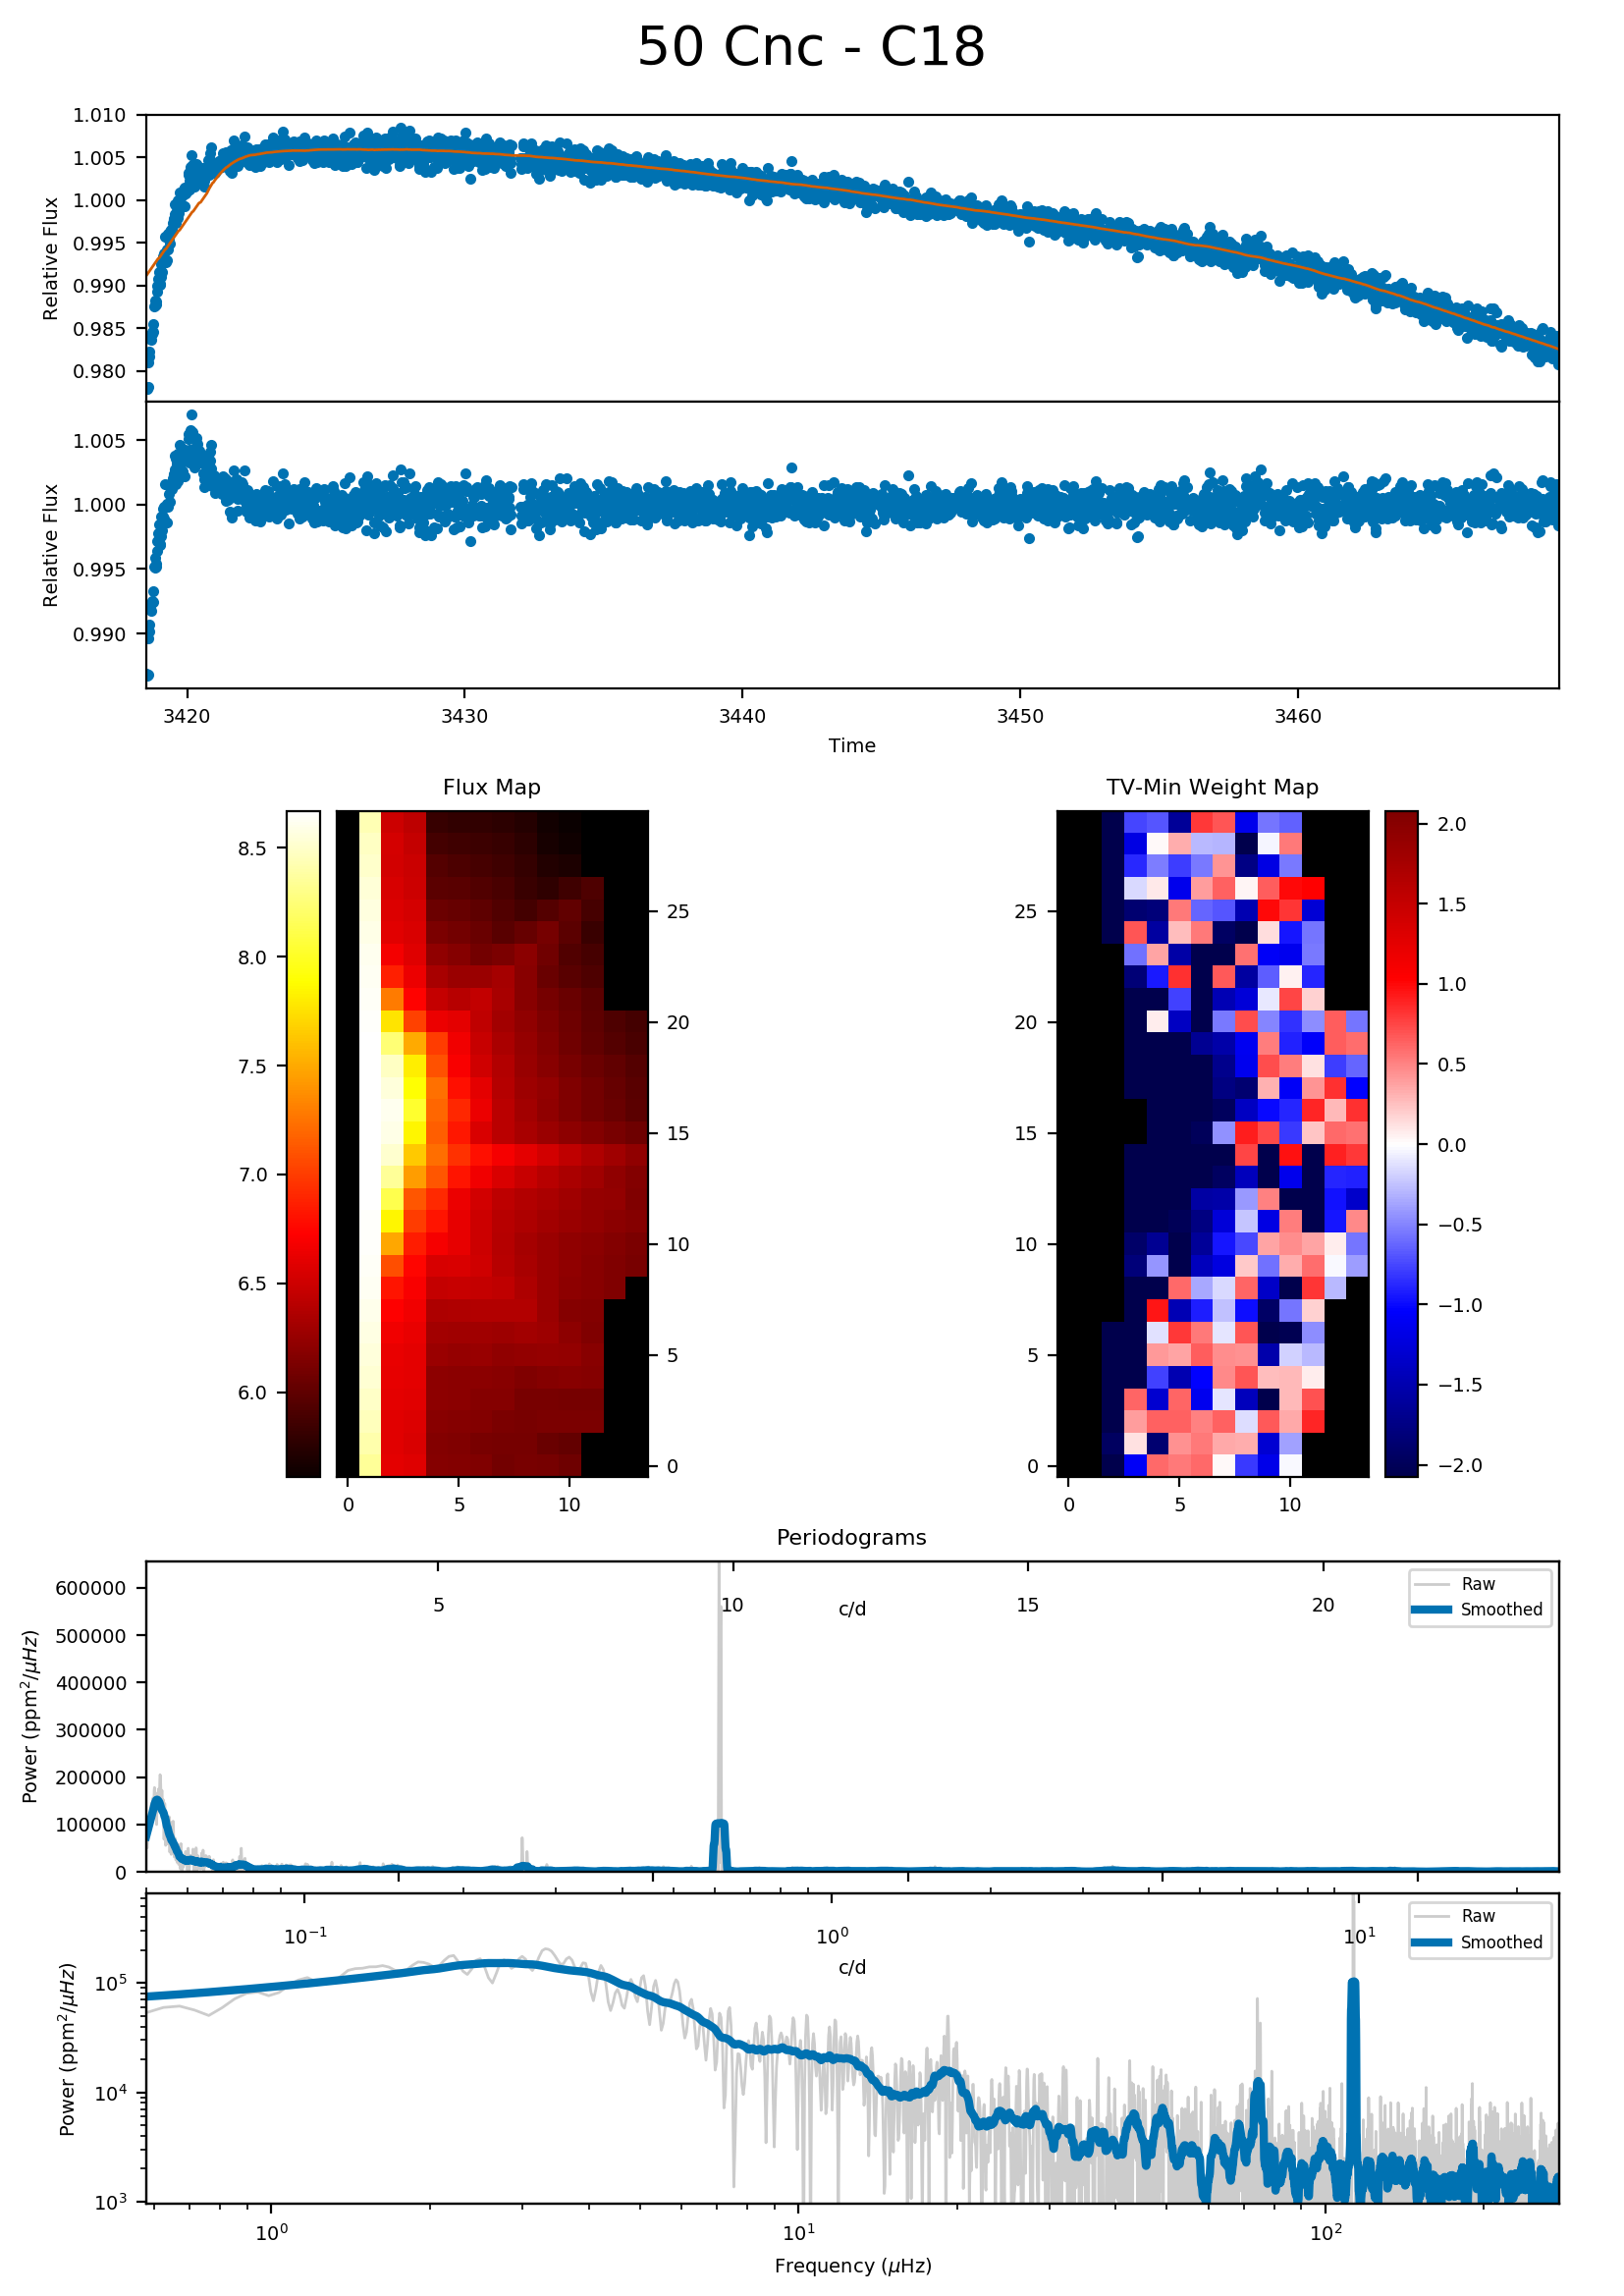 50 Cnc - C18
1.010
1.005
1.000
0.995
0.990
0.985
0.980
Relative Flux
1.005
1.000
0.995
0.990
Relative Flux
3420 3430 3440 3450 3460
Time
Flux Map
8.5
8.0
7.5
7.0
6.5
6.0
25
20
15
10
5
0
0 5 10
TV-Min Weight Map
25
20
15
10
5
0
0 5 10
2.0
1.5
1.0
0.5
0.0
−0.5
−1.0
−1.5
−2.0
Periodograms
600000
500000
400000
300000
200000
100000
0
Power (ppm²/μHz)
5 10 15 20
c/d
Raw
Smoothed
10⁻¹ 10⁰ 10¹
c/d
Raw
Smoothed
10⁵
10⁴
10³
Power (ppm²/μHz)
10⁰ 10¹ 10²
Frequency (μHz)